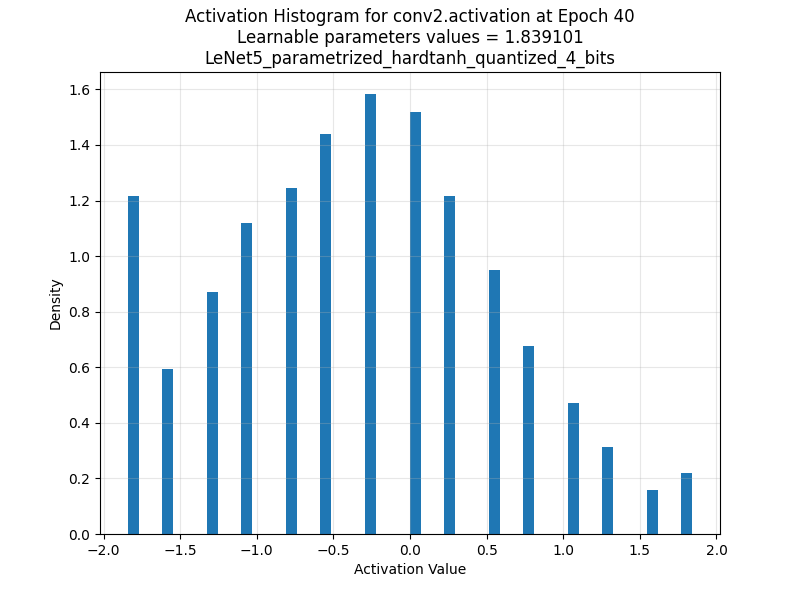 Activation Histogram for conv2.activation at Epoch 40
Learnable parameters values = 1.839101
LeNet5_parametrized_hardtanh_quantized_4_bits
1.6
1.4
1.2
1.0
0.8
0.6
0.4
0.2
0.0
Density
−2.0 −1.5 −1.0 −0.5 0.0 0.5 1.0 1.5 2.0
Activation Value